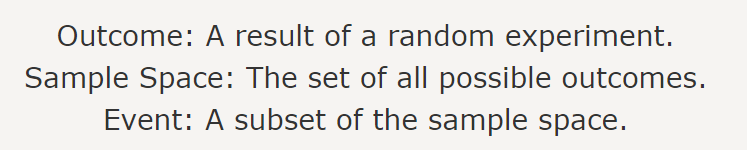 Outcome: A result of a random experiment.
Sample Space: The set of all possible outcomes.
Event: A subset of the sample space.